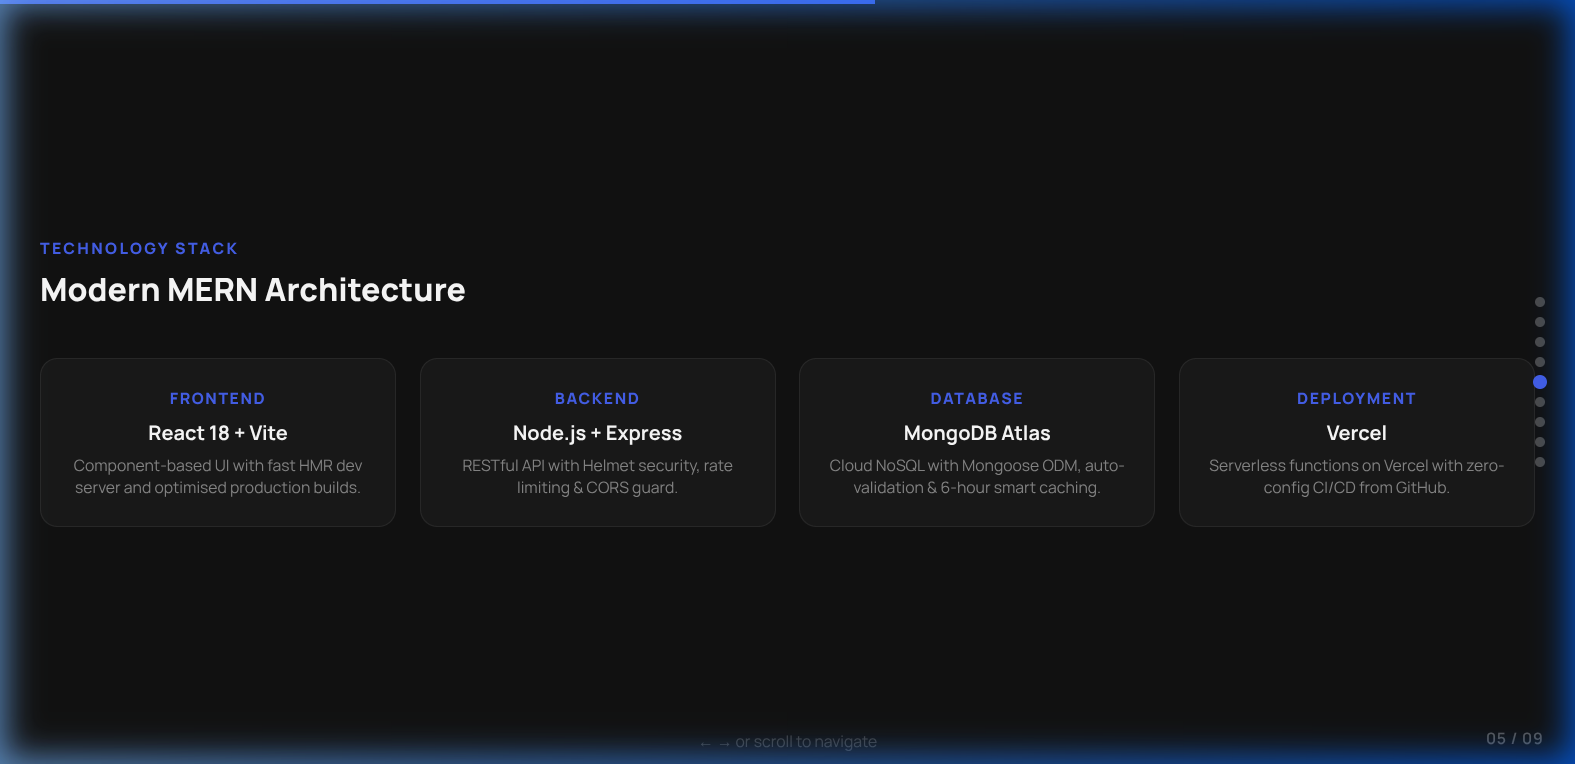 TECHNOLOGY STACK
Modern MERN Architecture
FRONTEND
React 18 + Vite
Component-based UI with fast HMR dev
server and optimised production builds.
BACKEND
Node.js + Express
RESTful API with Helmet security, rate
limiting & CORS guard.
DATABASE
MongoDB Atlas
Cloud NoSQL with Mongoose ODM, auto-
validation & 6-hour smart caching.
DEPLOYMENT
Vercel
Serverless functions on Vercel with zero-
config CI/CD from GitHub.
← → or scroll to navigate
05 / 09